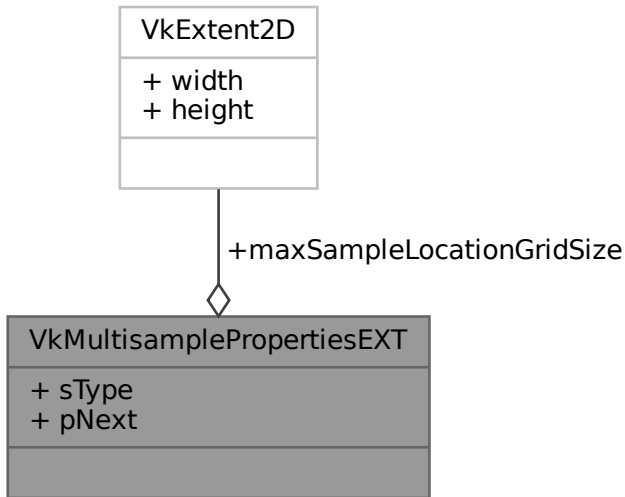 VkExtent2D
+ width
+ height
+maxSampleLocationGridSize
VkMultisamplePropertiesEXT
+ sType
+ pNext